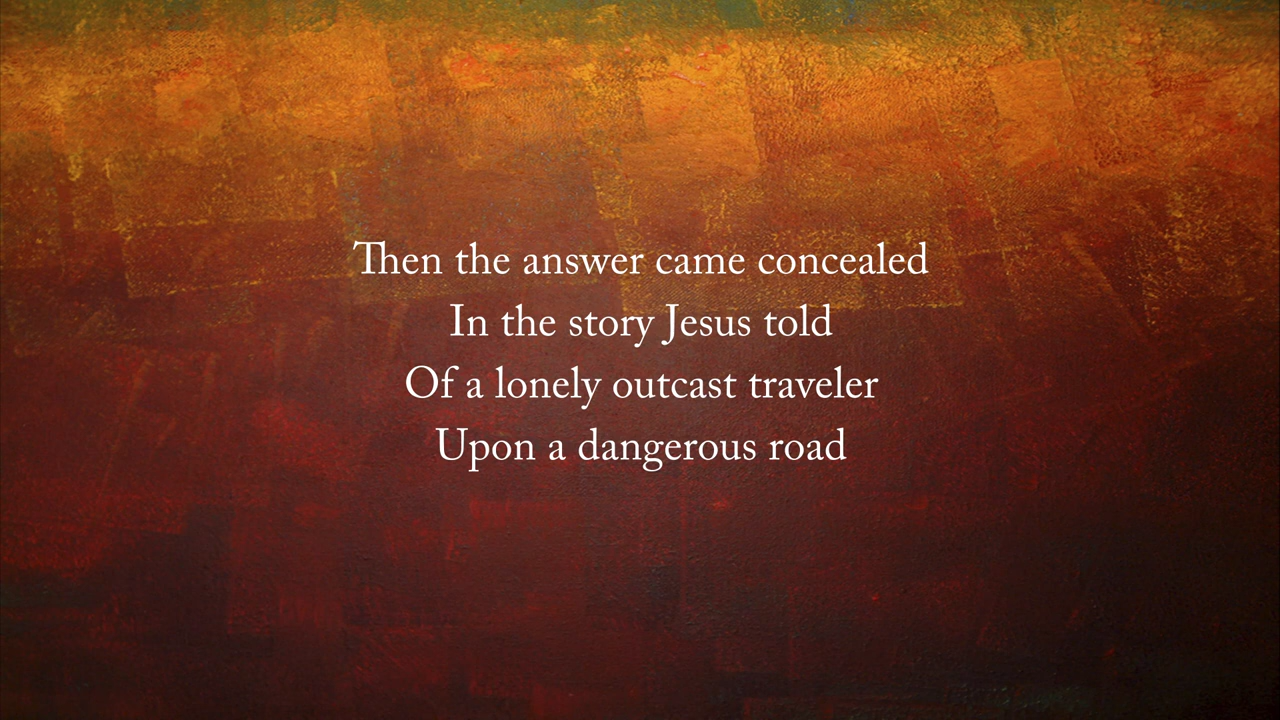 Then the answer came concealed
In the story Jesus told
Of a lonely outcast traveler
Upon a dangerous road